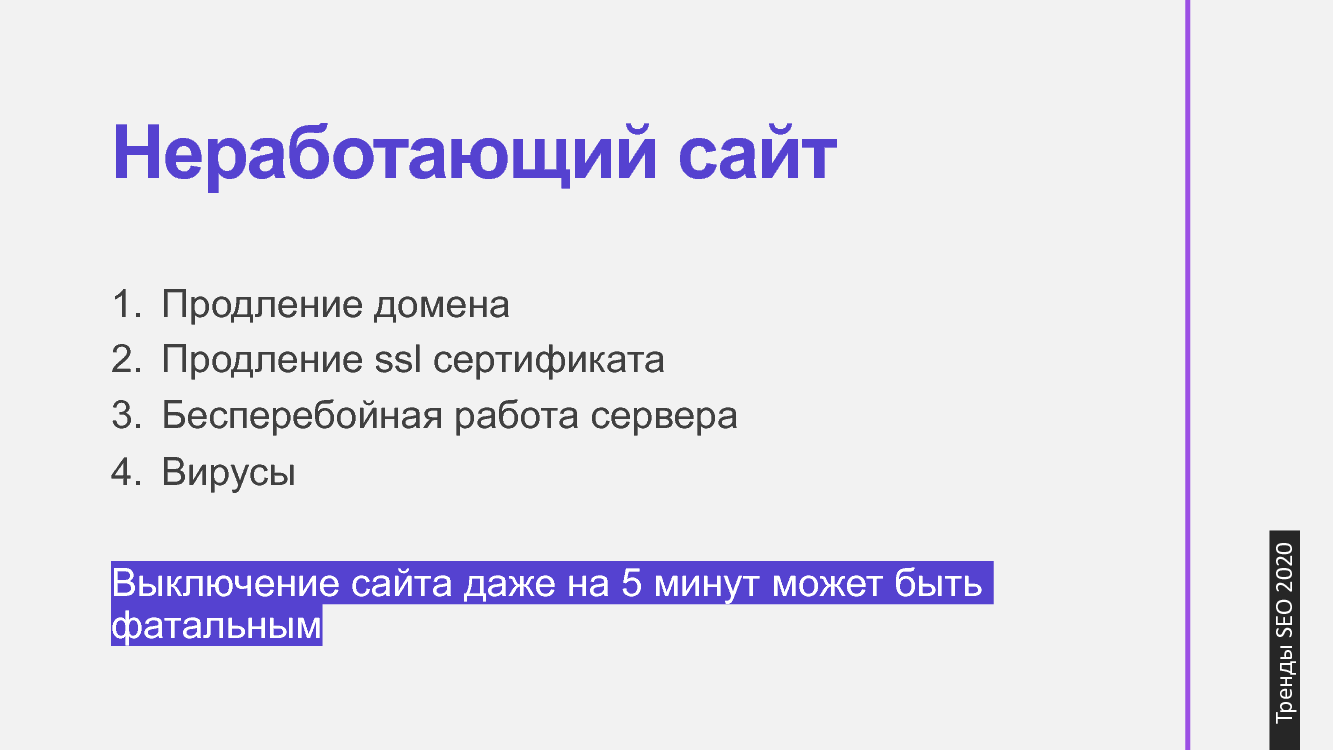 Неработающий сайт
1. Продление домена
2. Продление ssl сертификата
3. Бесперебойная работа сервера
4. Вирусы
Выключение сайта даже на 5 минут может быть
фатальным
Тренды SEO 2020